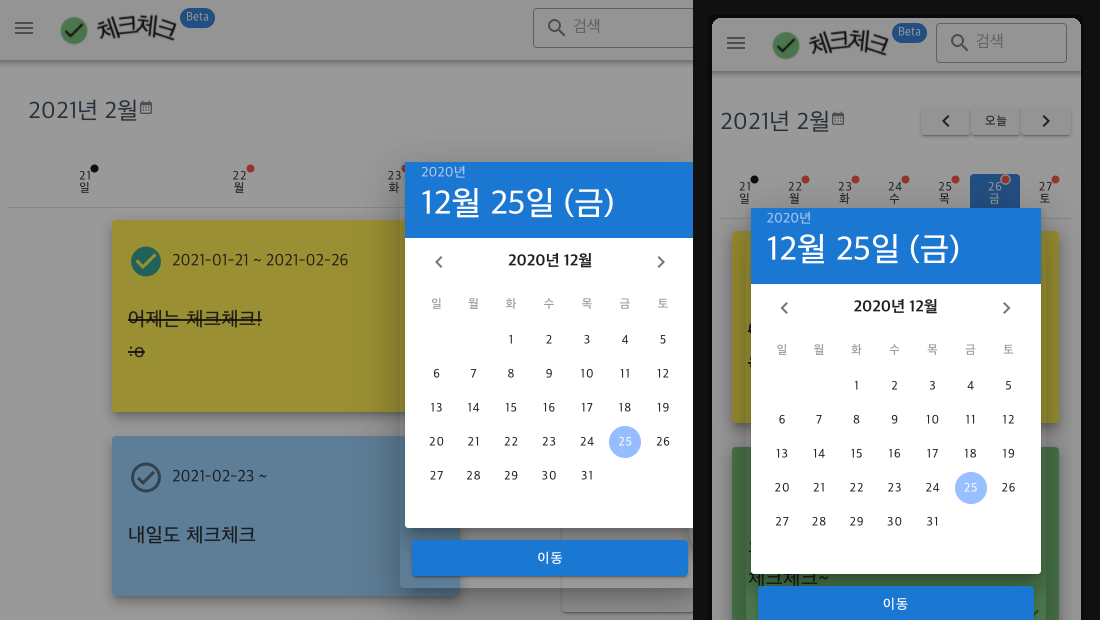 체크체크 Beta
검색
2021년 2월
21 22 23
일 월 화
2021-01-21 ~ 2021-02-26
어제는 체크체크!
:o
2021-02-23 ~
내일도 체크체크
2020년
12월 25일 (금)
2020년 12월
일 월 화 수 목 금 토
1 2 3 4 5
6 7 8 9 10 11 12
13 14 15 16 17 18 19
20 21 22 23 24 25 26
27 28 29 30 31
이동
체크체크 Beta
검색
2021년 2월
오늘
21 22 23 24 25 26 27
일 월 화 수 목 금 토
2020년
12월 25일 (금)
2020년 12월
일 월 화 수 목 금 토
1 2 3 4 5
6 7 8 9 10 11 12
13 14 15 16 17 18 19
20 21 22 23 24 25 26
27 28 29 30 31
체크체크~
이동